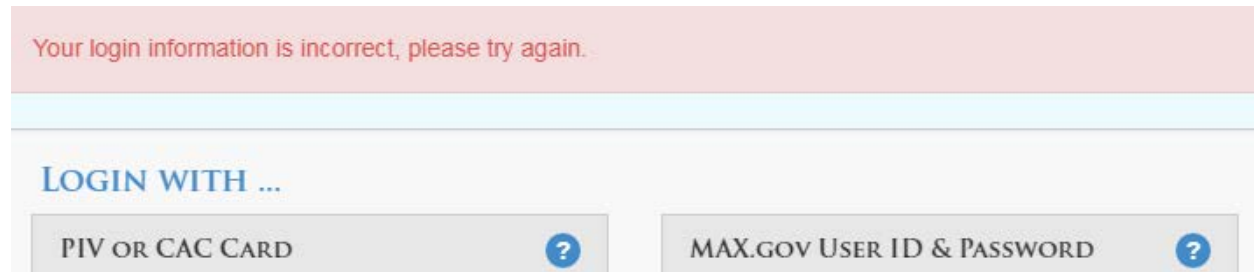 Your login information is incorrect, please try again.
LOGIN WITH ...
PIV OR CAC CARD ?
MAX.GOV USER ID & PASSWORD ?